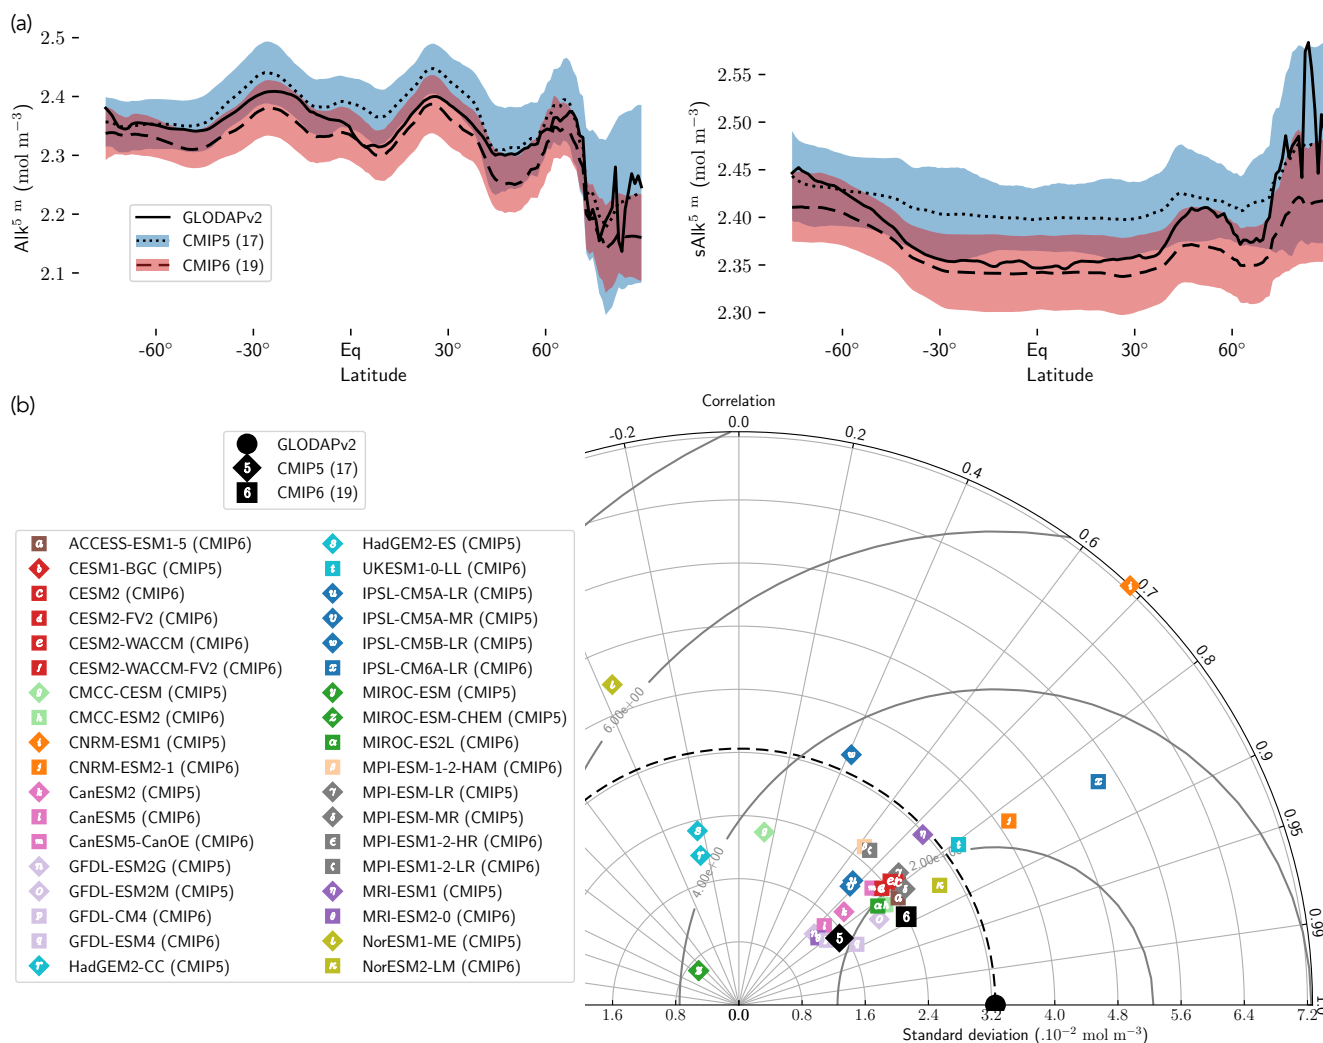 (a)
2.5
2.4
2.3
2.2
2.1
Alk⁵ ᵐ (mol m⁻³)
GLODAPv2
CMIP5 (17)
CMIP6 (19)
-60° -30° Eq 30° 60°
Latitude
2.55
2.50
2.45
2.40
2.35
2.30
sAlk⁵ ᵐ (mol m⁻³)
-60° -30° Eq 30° 60°
Latitude
(b)
GLODAPv2
5 CMIP5 (17)
6 CMIP6 (19)
a ACCESS-ESM1-5 (CMIP6)
b CESM1-BGC (CMIP5)
c CESM2 (CMIP6)
d CESM2-FV2 (CMIP6)
e CESM2-WACCM (CMIP6)
f CESM2-WACCM-FV2 (CMIP6)
g CMCC-CESM (CMIP5)
h CMCC-ESM2 (CMIP6)
i CNRM-ESM1 (CMIP5)
j CNRM-ESM2-1 (CMIP6)
k CanESM2 (CMIP5)
l CanESM5 (CMIP6)
m CanESM5-CanOE (CMIP6)
n GFDL-ESM2G (CMIP5)
o GFDL-ESM2M (CMIP5)
p GFDL-CM4 (CMIP6)
q GFDL-ESM4 (CMIP6)
r HadGEM2-CC (CMIP5)
s HadGEM2-ES (CMIP5)
t UKESM1-0-LL (CMIP6)
u IPSL-CM5A-LR (CMIP5)
v IPSL-CM5A-MR (CMIP5)
w IPSL-CM5B-LR (CMIP5)
x IPSL-CM6A-LR (CMIP6)
y MIROC-ESM (CMIP5)
z MIROC-ESM-CHEM (CMIP5)
α MIROC-ES2L (CMIP6)
β MPI-ESM-1-2-HAM (CMIP6)
γ MPI-ESM-LR (CMIP5)
δ MPI-ESM-MR (CMIP5)
ϵ MPI-ESM1-2-HR (CMIP6)
ζ MPI-ESM1-2-LR (CMIP6)
η MRI-ESM1 (CMIP5)
θ MRI-ESM2-0 (CMIP6)
ι NorESM1-ME (CMIP5)
κ NorESM2-LM (CMIP6)
Correlation
-0.2 0.0 0.2 0.4 0.6 0.7 0.8 0.9 0.95 0.99
6.00e+00
4.00e+00
2.00e+00
1.6 0.8 0.0 0.8 1.6 2.4 3.2 4.0 4.8 5.6 6.4 7.2
Standard deviation (.10⁻² mol m⁻³)